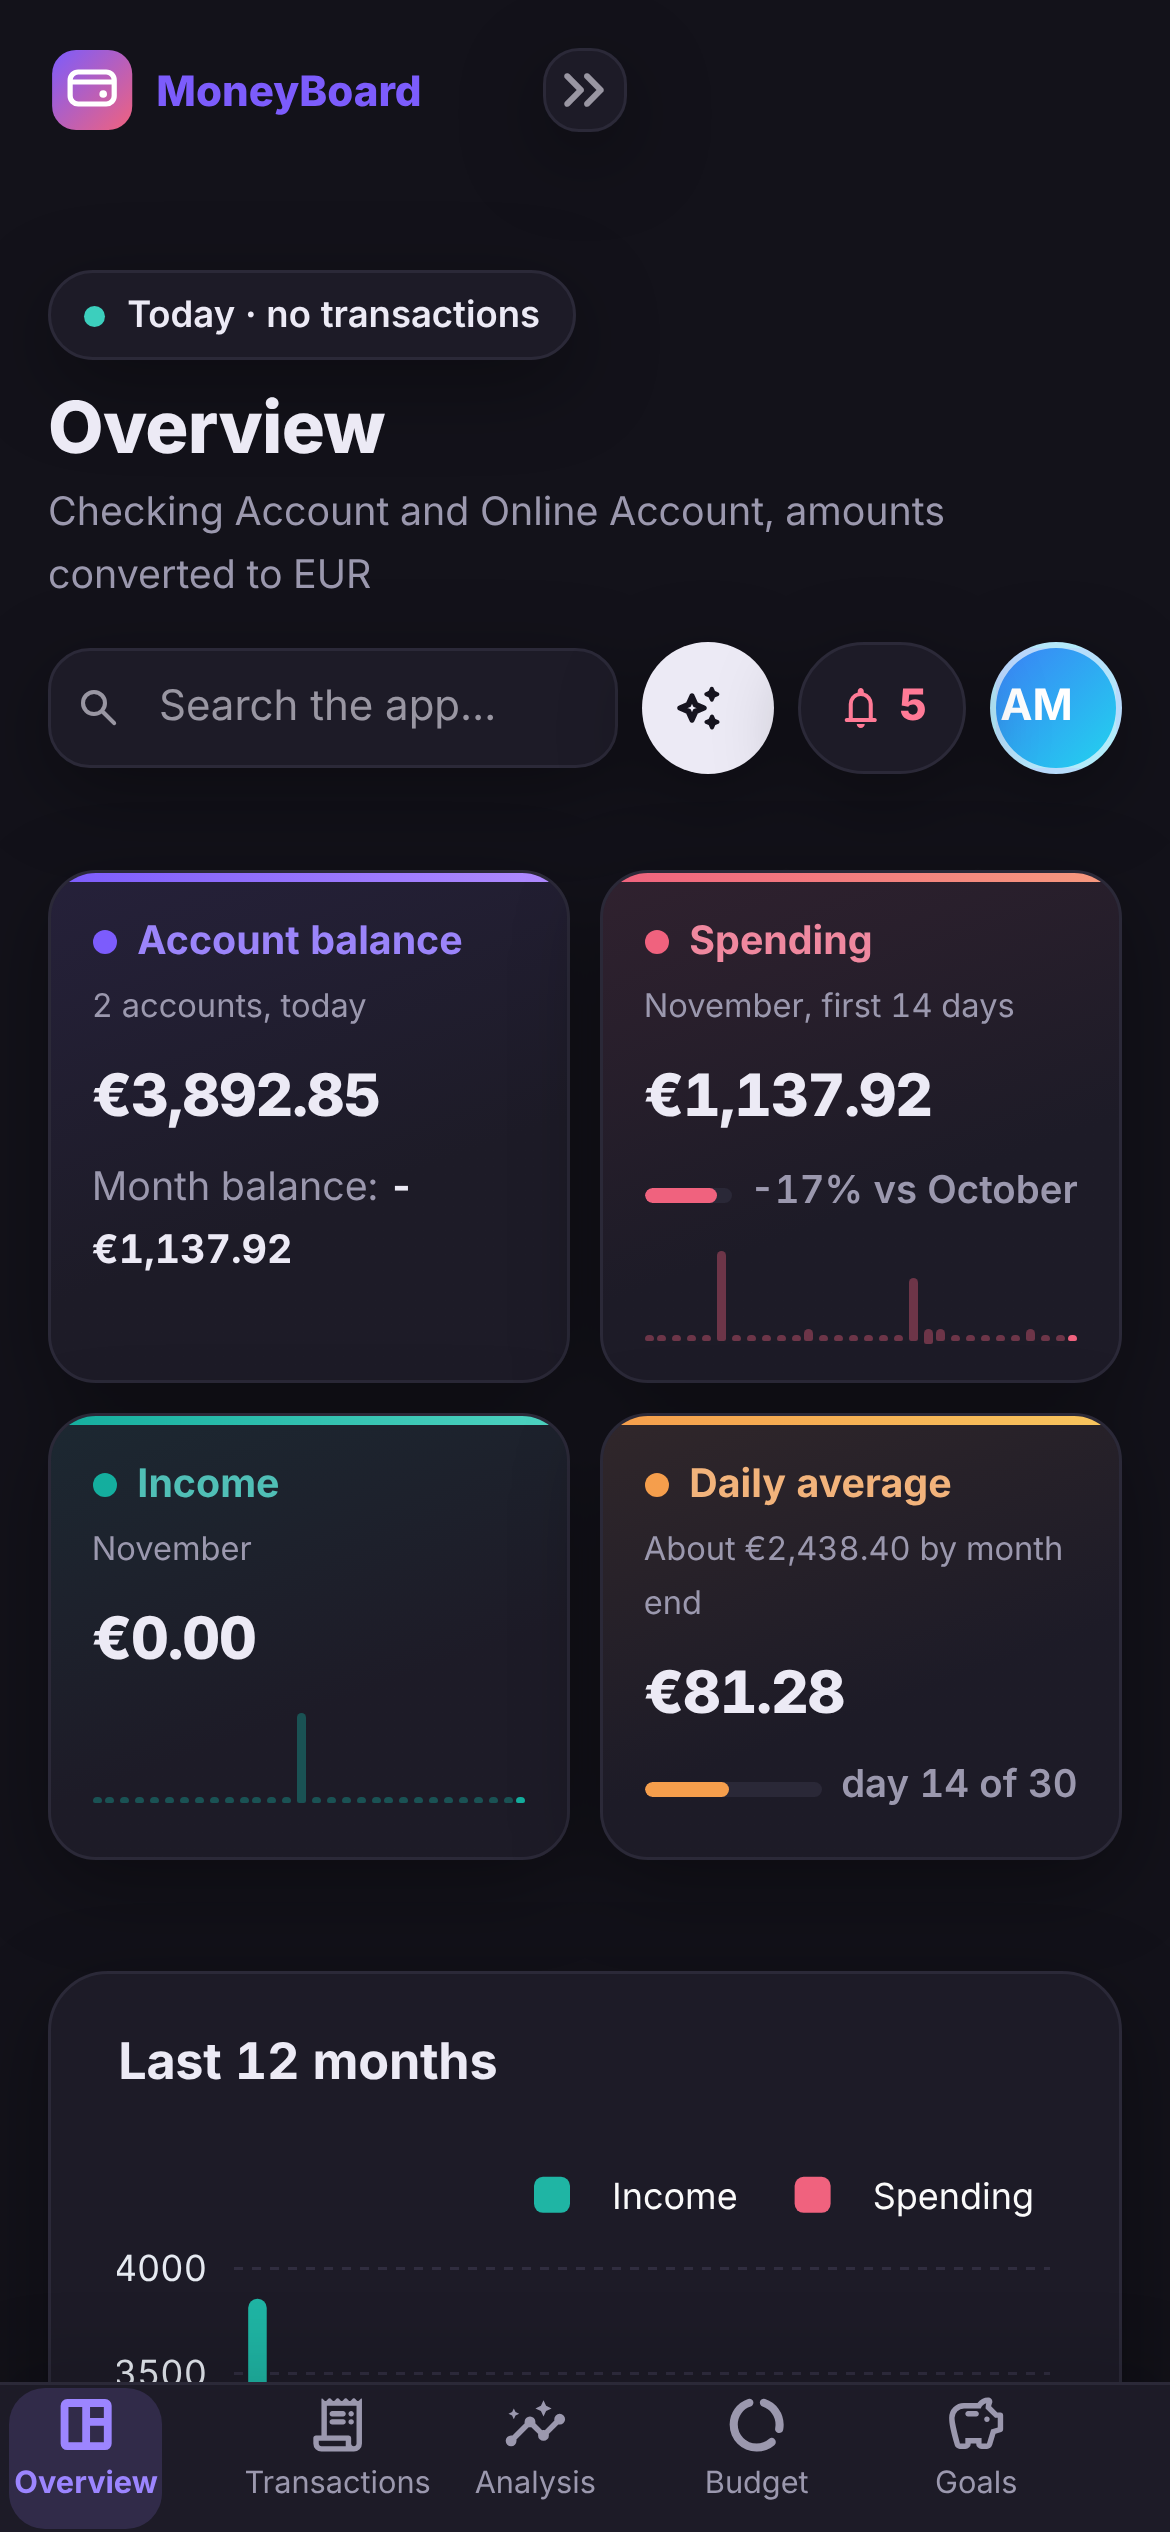 MoneyBoard
Today · no transactions
Overview
Checking Account and Online Account, amounts
converted to EUR
Search the app...
5
AM
Account balance
2 accounts, today
€3,892.85
Month balance: -
€1,137.92
Spending
November, first 14 days
€1,137.92
-17% vs October
Income
November
€0.00
Daily average
About €2,438.40 by month
end
€81.28
day 14 of 30
Last 12 months
Income
Spending
4000
3500
Overview
Transactions
Analysis
Budget
Goals